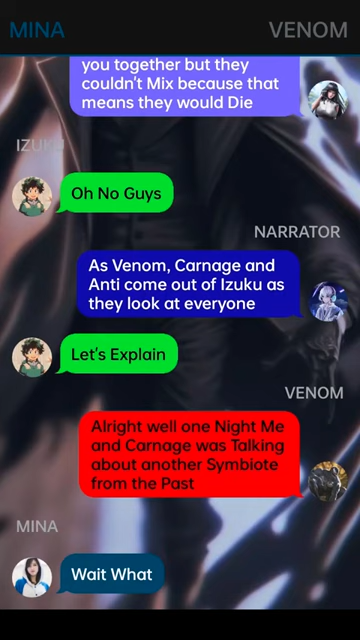 MINA VENOM
you together but they
couldn't Mix because that
means they would Die
IZUKU
Oh No Guys
NARRATOR
As Venom, Carnage and
Anti come out of Izuku as
they look at everyone
Let's Explain
VENOM
Alright well one Night Me
and Carnage was Talking
about another Symbiote
from the Past
MINA
Wait What